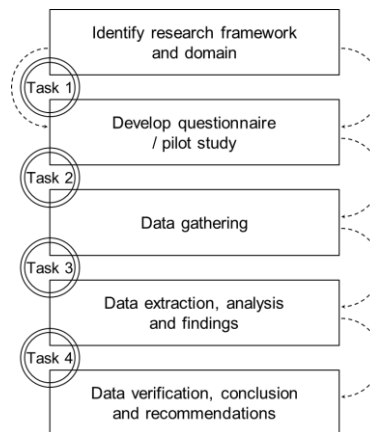 Identify research framework
and domain
Task 1
Develop questionnaire
/ pilot study
Task 2
Data gathering
Task 3
Data extraction, analysis
and findings
Task 4
Data verification, conclusion
and recommendations